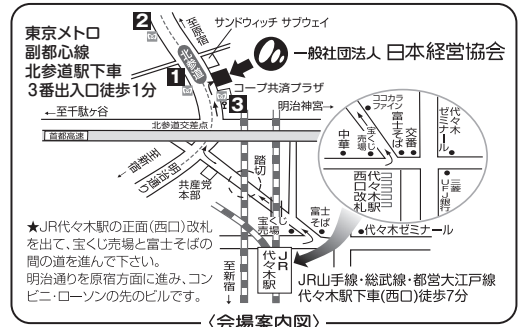 東京メトロ
副都心線
北参道駅下車
3番出入口徒歩1分
2
至原宿
サンドウィッチ サブウェイ
一般社団法人 日本経営協会
北参道
1
3
コープ共済プラザ
←至千駄ヶ谷
明治神宮→
北参道交差点
首都高速
至新宿
明治通り
共産党
本部
踏切
ココカラ
ファイン
代々木
ゼミナール
中華
宝くじ
売場
富士そば
交番
代々木駅
西口改札
三菱
UFJ銀行
★JR代々木駅の正面(西口)改札
を出て、宝くじ売場と富士そばの
間の道を進んで下さい。
明治通りを原宿方面に進み、コン
ビニ・ローソンの先のビルです。
宝くじ
売場
富士
そば
代々木ゼミナール
至新宿
JR
代々木駅
JR山手線・総武線・都営大江戸線
代々木駅下車(西口)徒歩7分
〈会場案内図〉